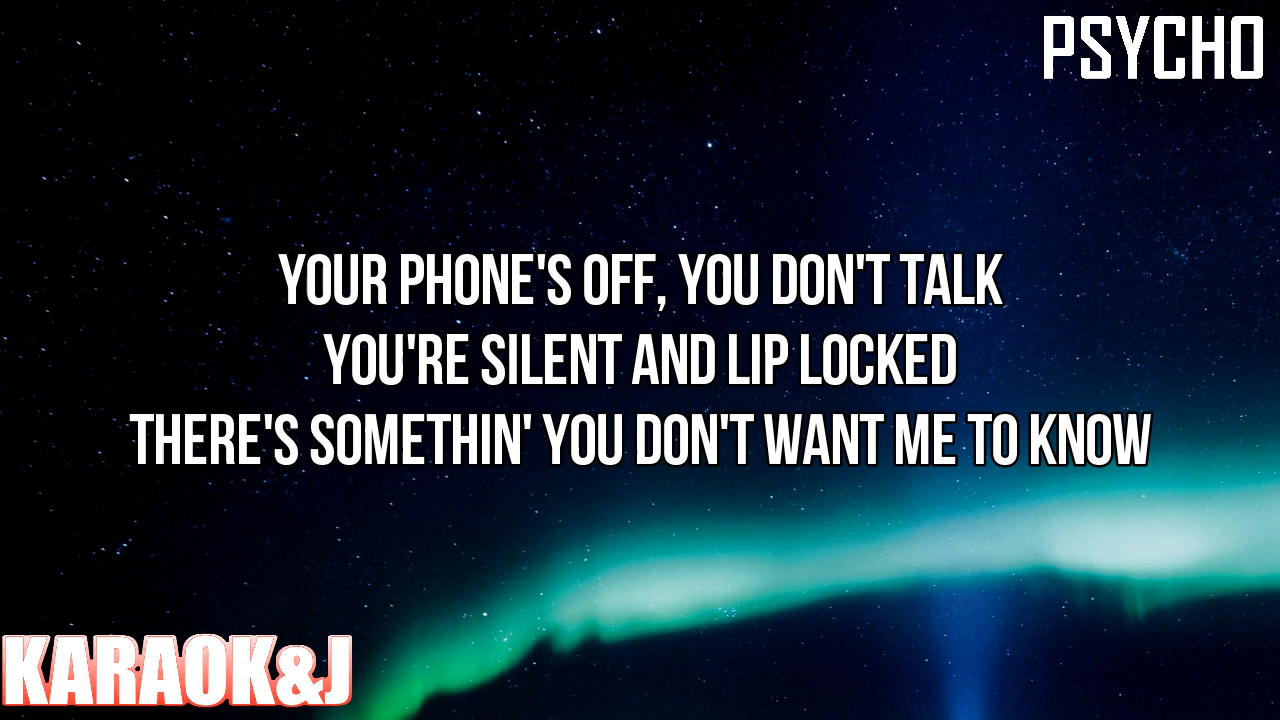 PSYCHO
YOUR PHONE'S OFF, YOU DON'T TALK
YOU'RE SILENT AND LIP LOCKED
THERE'S SOMETHIN' YOU DON'T WANT ME TO KNOW
KARAOK&J